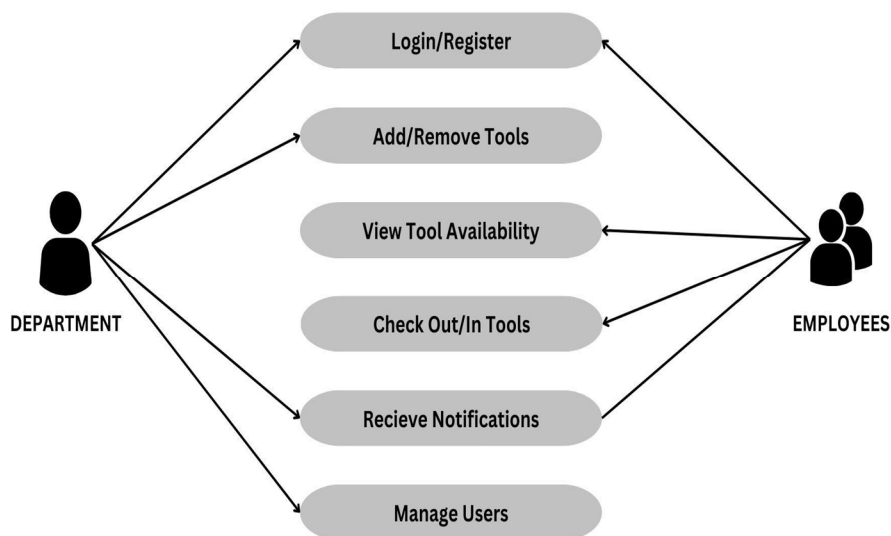 Login/Register
Add/Remove Tools
View Tool Availability
Check Out/In Tools
DEPARTMENT
EMPLOYEES
Recieve Notifications
Manage Users